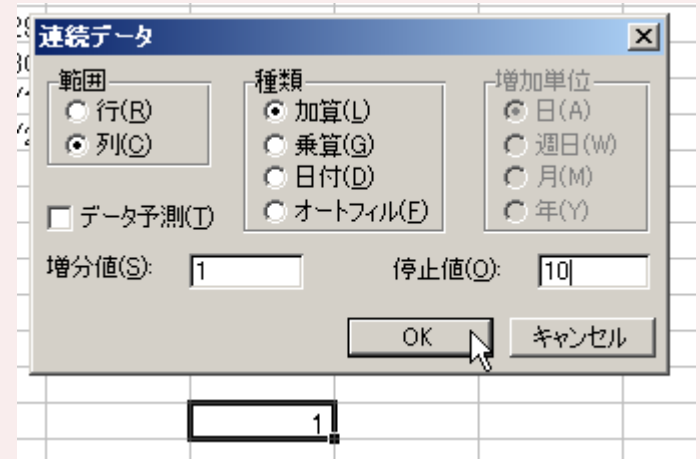 連続データ
範囲
行(R)
列(C)
種類
加算(L)
乗算(G)
日付(D)
オートフィル(F)
増加単位
日(A)
週日(W)
月(M)
年(Y)
データ予測(T)
増分値(S): 1
停止値(O): 10
OK
キャンセル
1